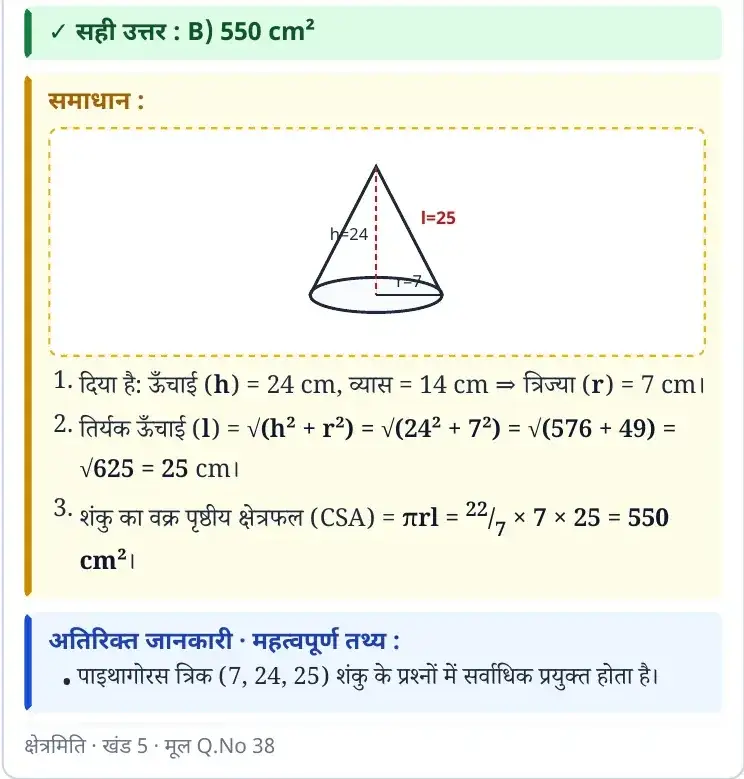 ✓ सही उत्तर : B) 550 cm²
समाधान :
l=25
h=24
r=7
1. दिया है: ऊँचाई (h) = 24 cm, व्यास = 14 cm ⇒ त्रिज्या (r) = 7 cm।
2. तिर्यक ऊँचाई (l) = √(h² + r²) = √(24² + 7²) = √(576 + 49) =
√625 = 25 cm।
3. शंकु का वक्र पृष्ठीय क्षेत्रफल (CSA) = πrl = ²²/₇ × 7 × 25 = 550
cm²।
अतिरिक्त जानकारी · महत्वपूर्ण तथ्य :
• पाइथागोरस त्रिक (7, 24, 25) शंकु के प्रश्नों में सर्वाधिक प्रयुक्त होता है।
क्षेत्रमिति · खंड 5 · मूल Q.No 38